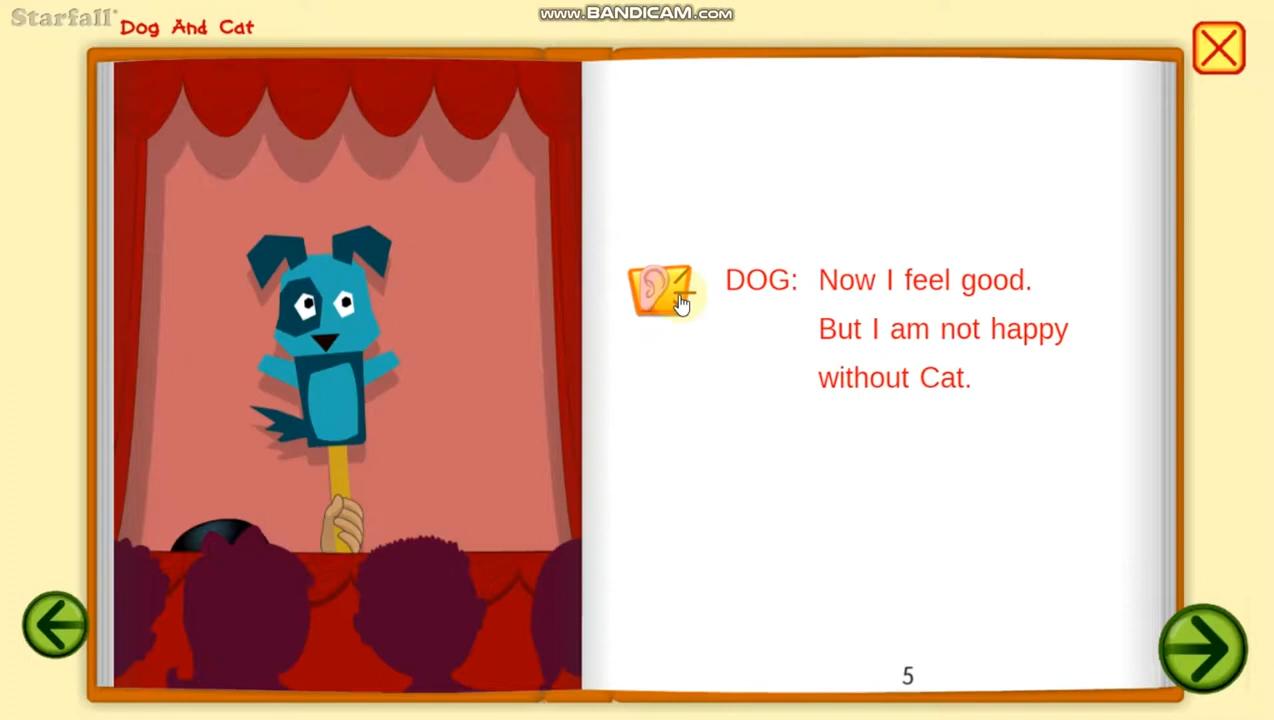 Starfall®
www.BANDICAM.com
Dog And Cat
DOG: Now I feel good.
But I am not happy
without Cat.
5